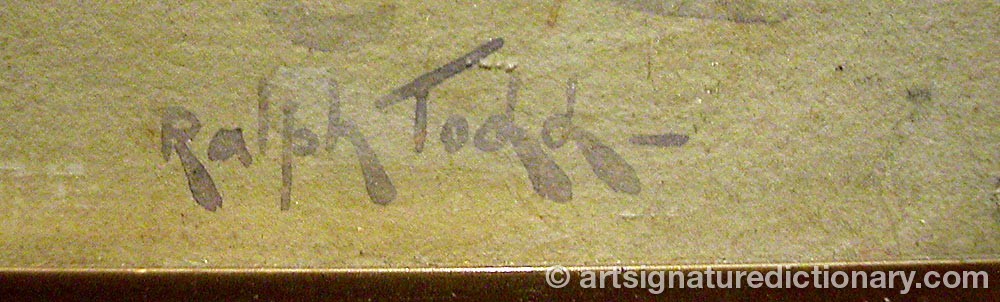 Ralph Todd –
© artsignaturedictionary.com